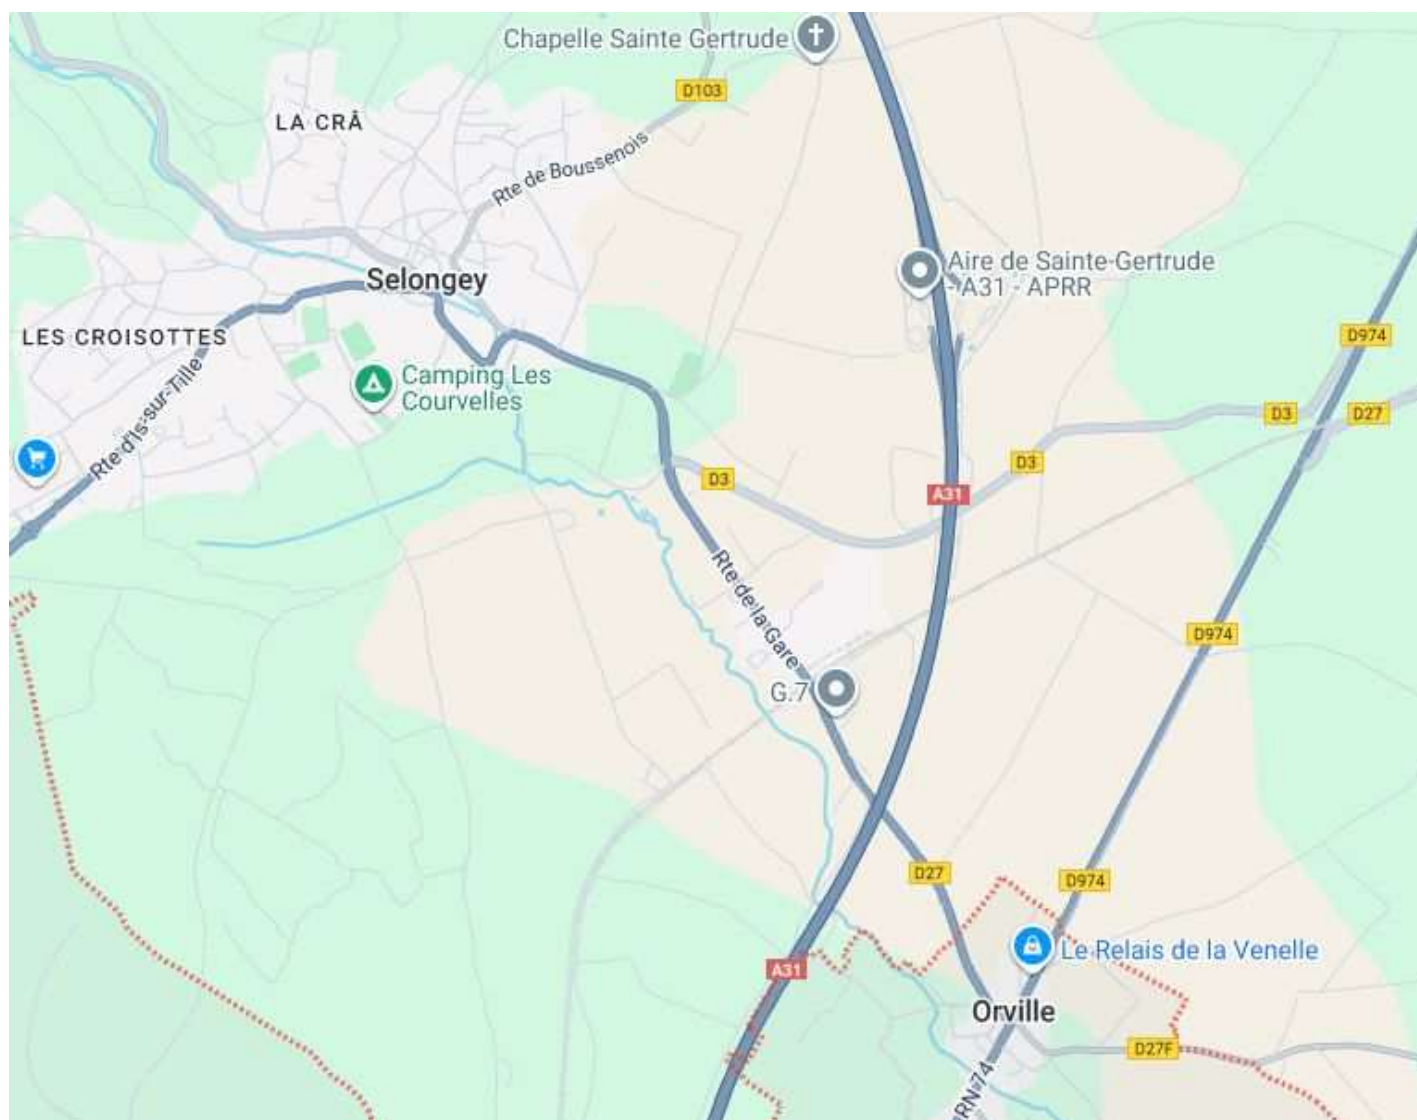 Chapelle Sainte Gertrude
D103
LA CRÂ
Rte de Boussenois
Selongey
Aire de Sainte-Gertrude
- A31 - APRR
LES CROISOTTES
D974
Camping Les
Courvelles
Rte d'Is-sur-Tille
D3
D27
D3
D3
A31
Rte de la Gare
D974
G.7
D27
D974
Le Relais de la Venelle
A31
Orville
D27F
RN 74